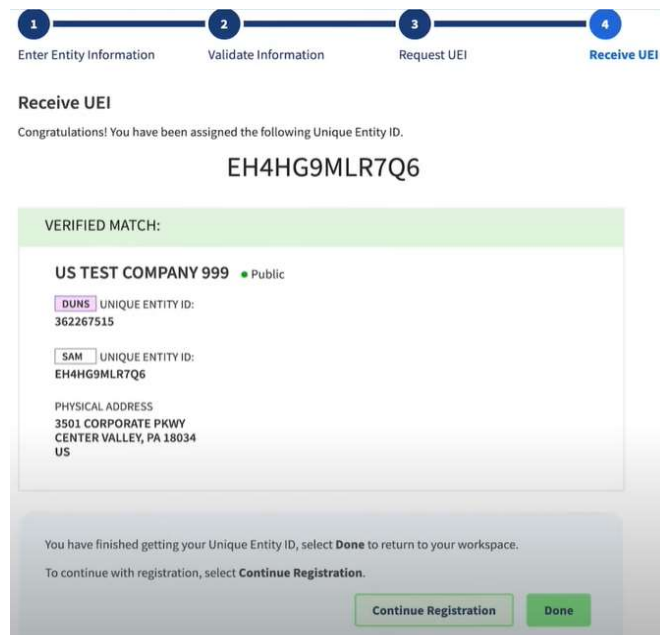 1 2 3 4
Enter Entity Information Validate Information Request UEI Receive UEI
Receive UEI
Congratulations! You have been assigned the following Unique Entity ID.
EH4HG9MLR7Q6
VERIFIED MATCH:
US TEST COMPANY 999 Public
DUNS UNIQUE ENTITY ID:
362267515
SAM UNIQUE ENTITY ID:
EH4HG9MLR7Q6
PHYSICAL ADDRESS
3501 CORPORATE PKWY
CENTER VALLEY, PA 18034
US
You have finished getting your Unique Entity ID, select Done to return to your workspace.
To continue with registration, select Continue Registration.
Continue Registration Done